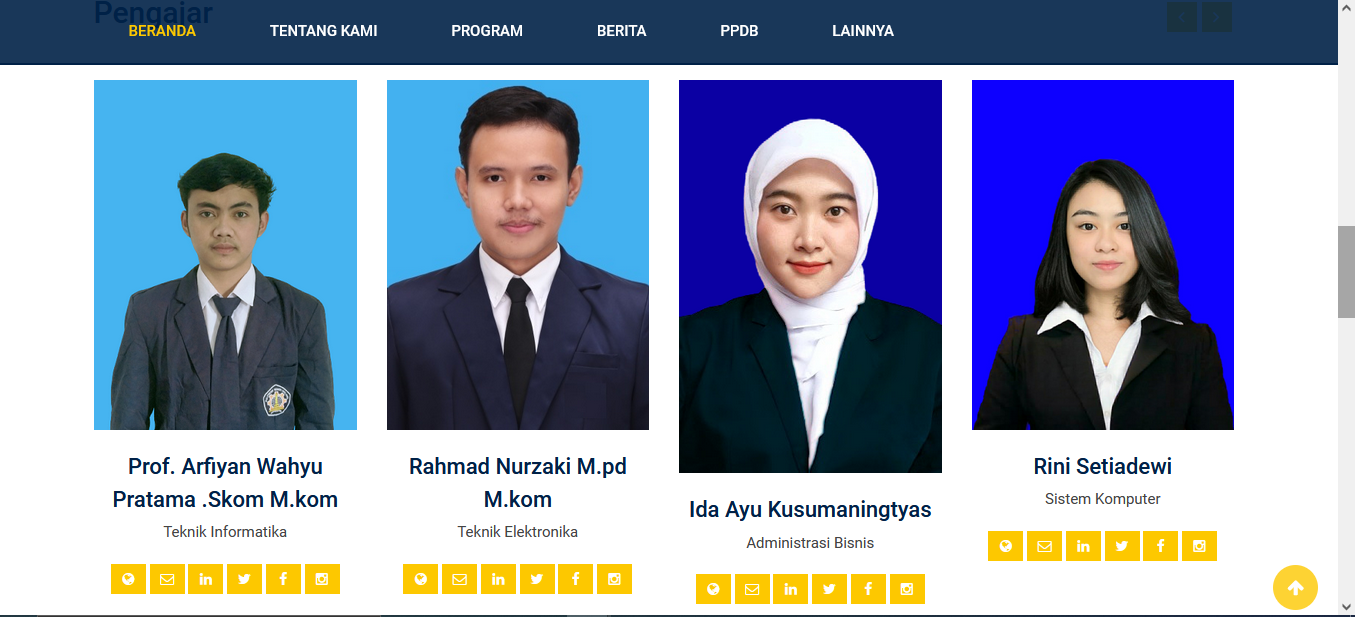 Pengajar
BERANDA TENTANG KAMI PROGRAM BERITA PPDB LAINNYA
Prof. Arfiyan Wahyu
Pratama .Skom M.kom
Teknik Informatika
Rahmad Nurzaki M.pd
M.kom
Teknik Elektronika
Ida Ayu Kusumaningtyas
Administrasi Bisnis
Rini Setiadewi
Sistem Komputer